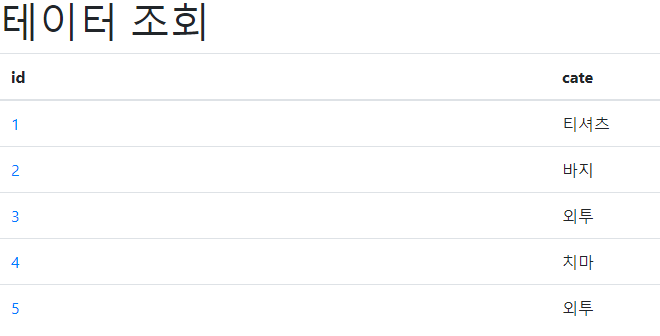 테이터 조회
id cate
1 티셔츠
2 바지
3 외투
4 치마
5 외투